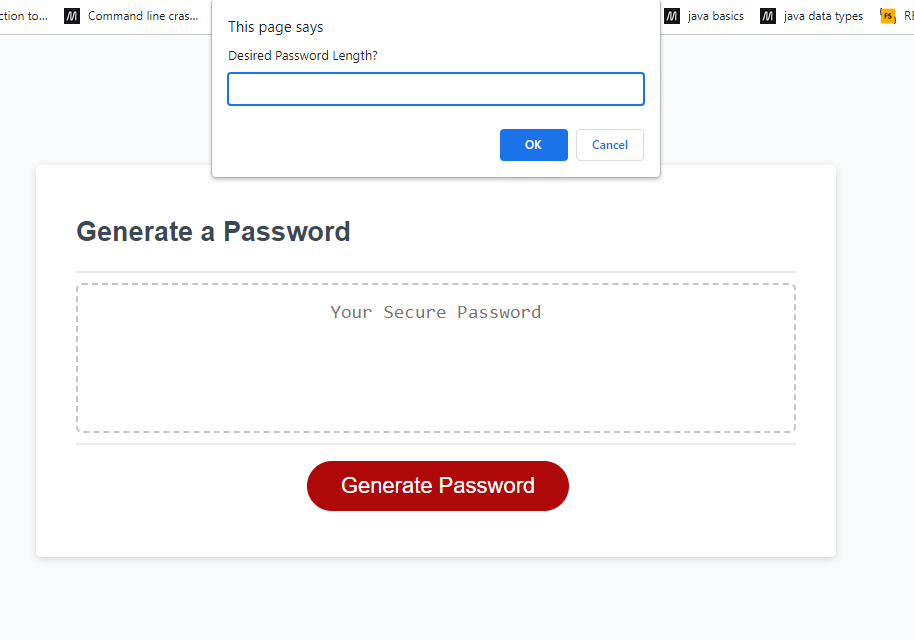 ction to...
Command line cras...
java basics
java data types
FS
RE
This page says
Desired Password Length?
OK
Cancel
Generate a Password
Your Secure Password
Generate Password